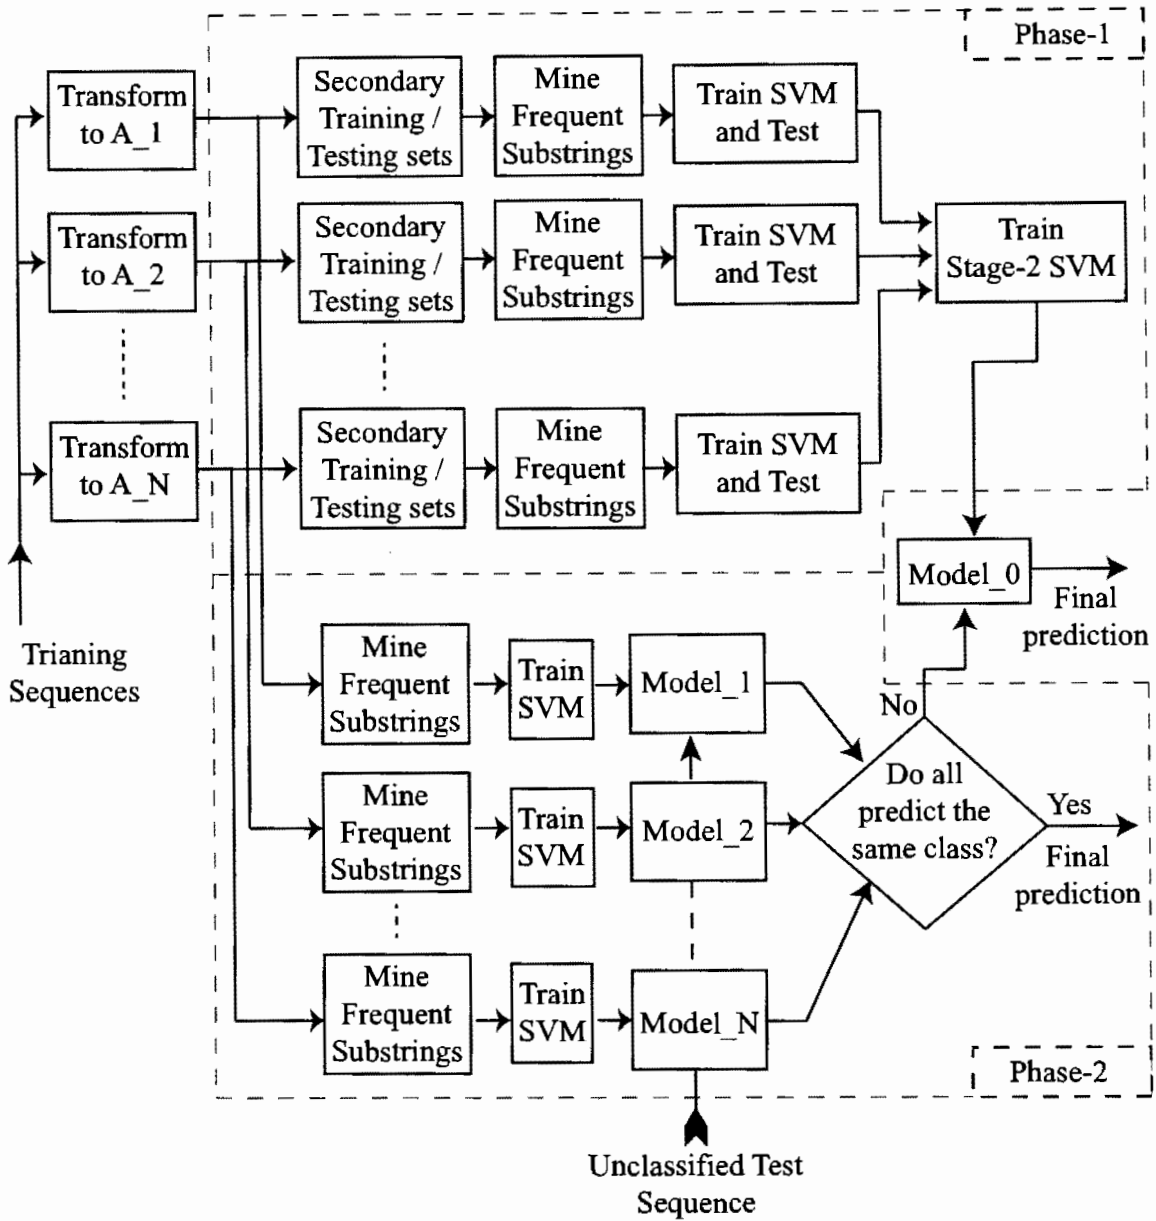 Phase-1
Transform
to A_1
Secondary
Training /
Testing sets
Mine
Frequent
Substrings
Train SVM
and Test
Transform
to A_2
Secondary
Training /
Testing sets
Mine
Frequent
Substrings
Train SVM
and Test
Train
Stage-2 SVM
Transform
to A_N
Secondary
Training /
Testing sets
Mine
Frequent
Substrings
Train SVM
and Test
Model_0
Final
prediction
Trianing
Sequences
Mine
Frequent
Substrings
Train
SVM
Model_1
No
Mine
Frequent
Substrings
Train
SVM
Model_2
Do all
predict the
same class?
Yes
Final
prediction
Mine
Frequent
Substrings
Train
SVM
Model_N
Phase-2
Unclassified Test
Sequence